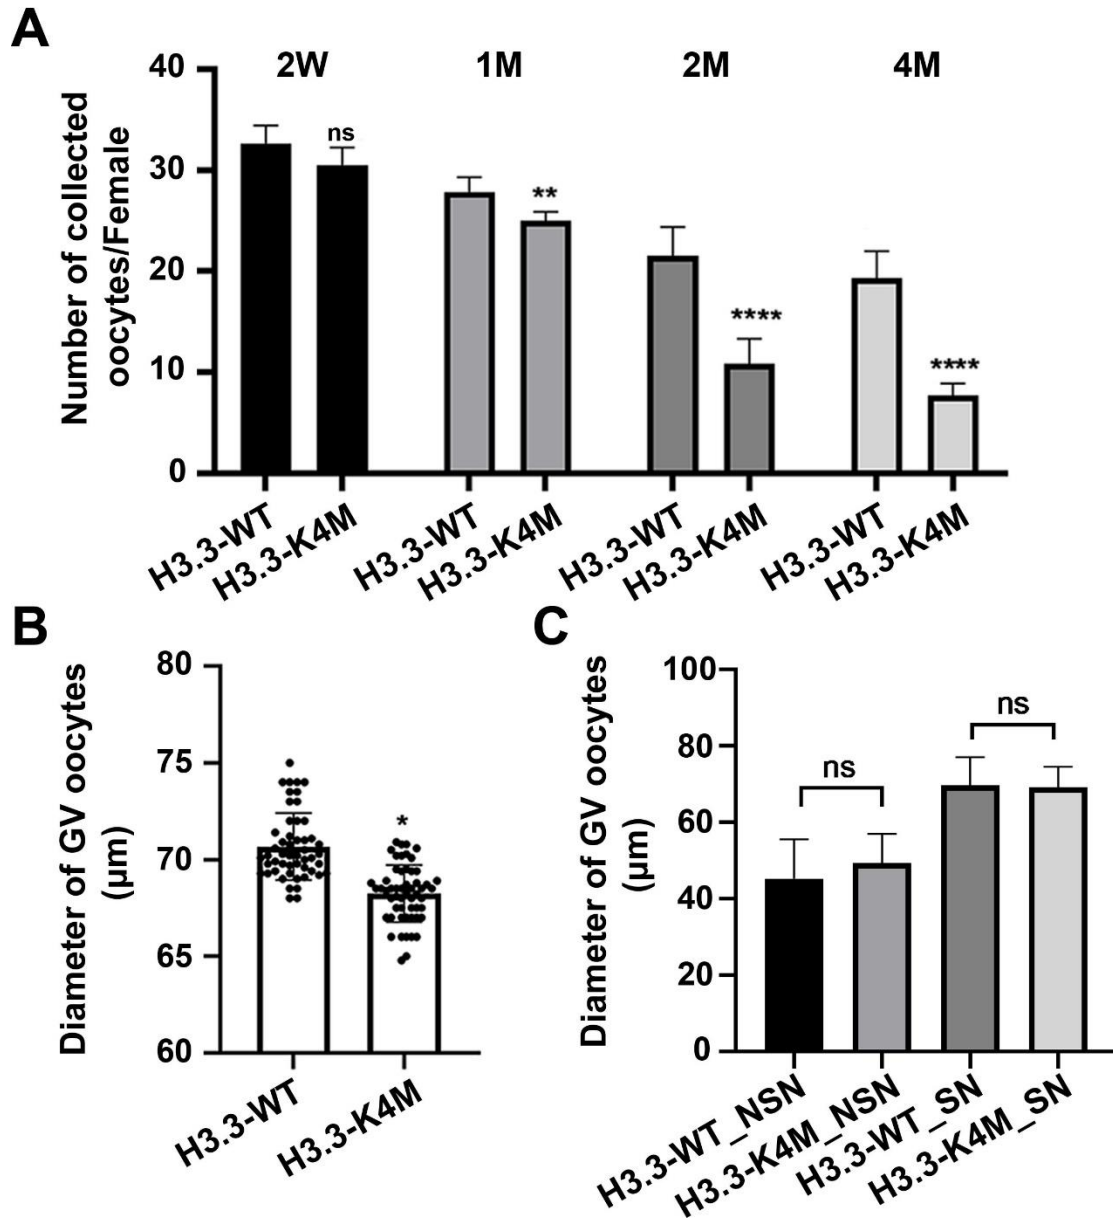 A
2W 1M 2M 4M
Number of collected
oocytes/Female
40
30
20
10
0
ns
**
****
****
H3.3-WT
H3.3-K4M
H3.3-WT
H3.3-K4M
H3.3-WT
H3.3-K4M
H3.3-WT
H3.3-K4M
B
Diameter of GV oocytes
(μm)
80
75
70
65
60
*
H3.3-WT
H3.3-K4M
C
Diameter of GV oocytes
(μm)
100
80
60
40
20
0
ns
ns
H3.3-WT_NSN
H3.3-K4M_NSN
H3.3-WT_SN
H3.3-K4M_SN